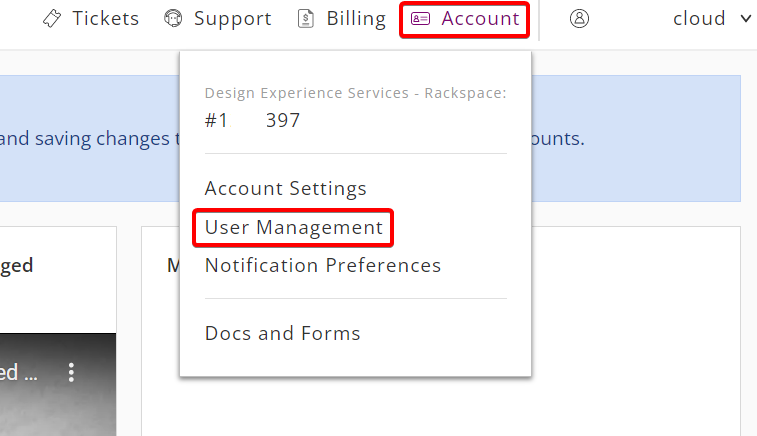 Tickets Support Billing Account cloud
Design Experience Services - Rackspace:
#1 397
and saving changes t ounts.
Account Settings
User Management
ged M
Notification Preferences
Docs and Forms
ed ...